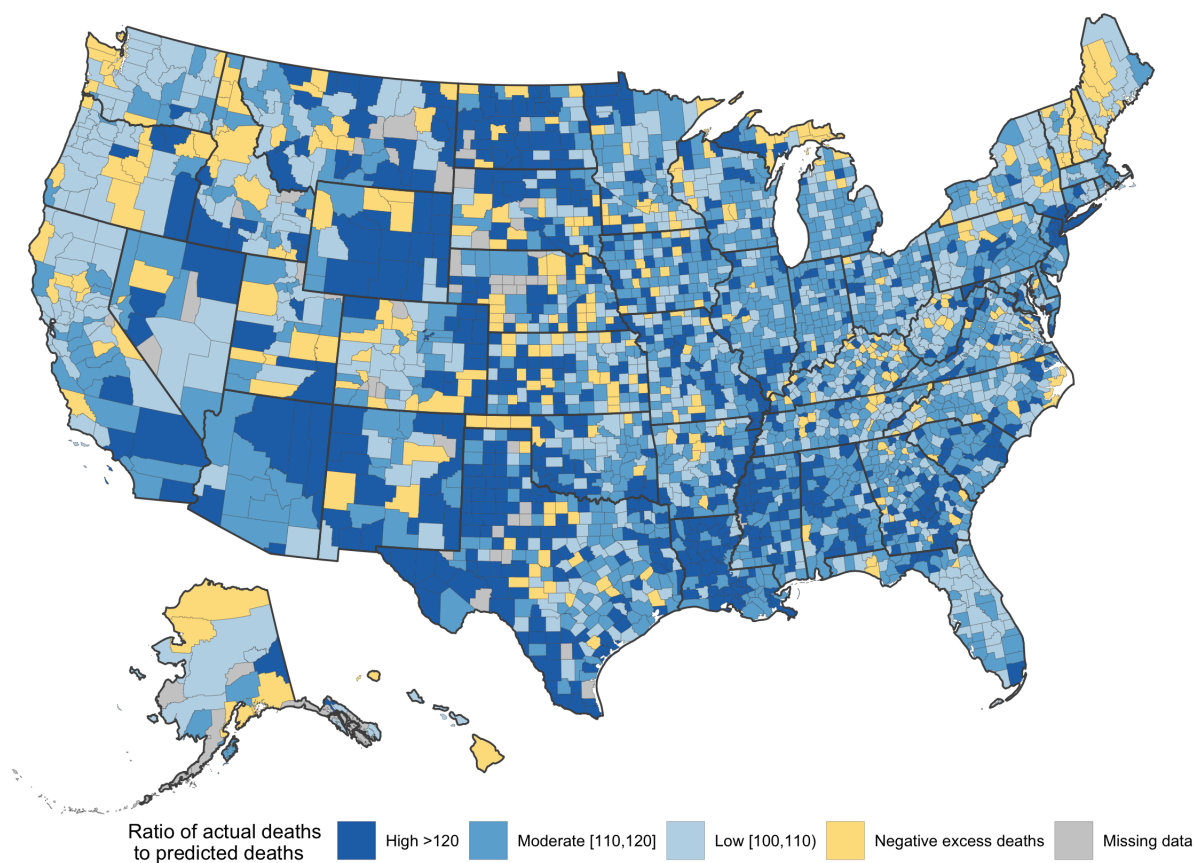 Ratio of actual deaths
to predicted deaths
High >120
Moderate [110,120]
Low [100,110)
Negative excess deaths
Missing data